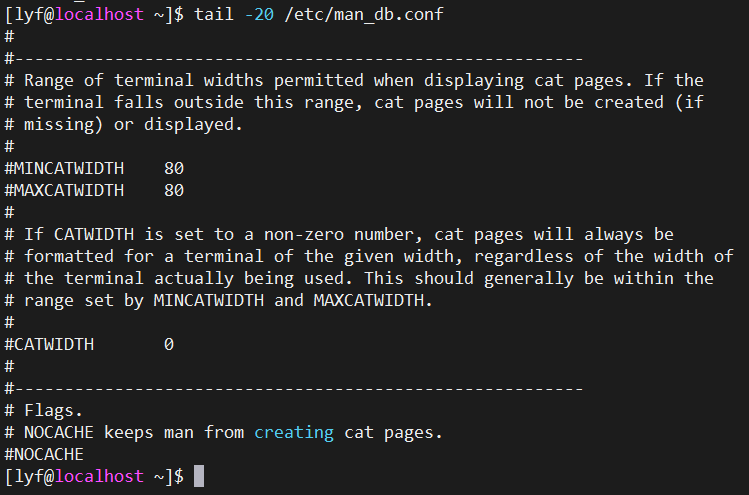 [lyf@localhost ~]$ tail -20 /etc/man_db.conf
#
#---------------------------------------------------------
# Range of terminal widths permitted when displaying cat pages. If the
# terminal falls outside this range, cat pages will not be created (if
# missing) or displayed.
#
#MINCATWIDTH    80
#MAXCATWIDTH    80
#
# If CATWIDTH is set to a non-zero number, cat pages will always be
# formatted for a terminal of the given width, regardless of the width of
# the terminal actually being used. This should generally be within the
# range set by MINCATWIDTH and MAXCATWIDTH.
#
#CATWIDTH       0
#
#---------------------------------------------------------
# Flags.
# NOCACHE keeps man from creating cat pages.
#NOCACHE
[lyf@localhost ~]$